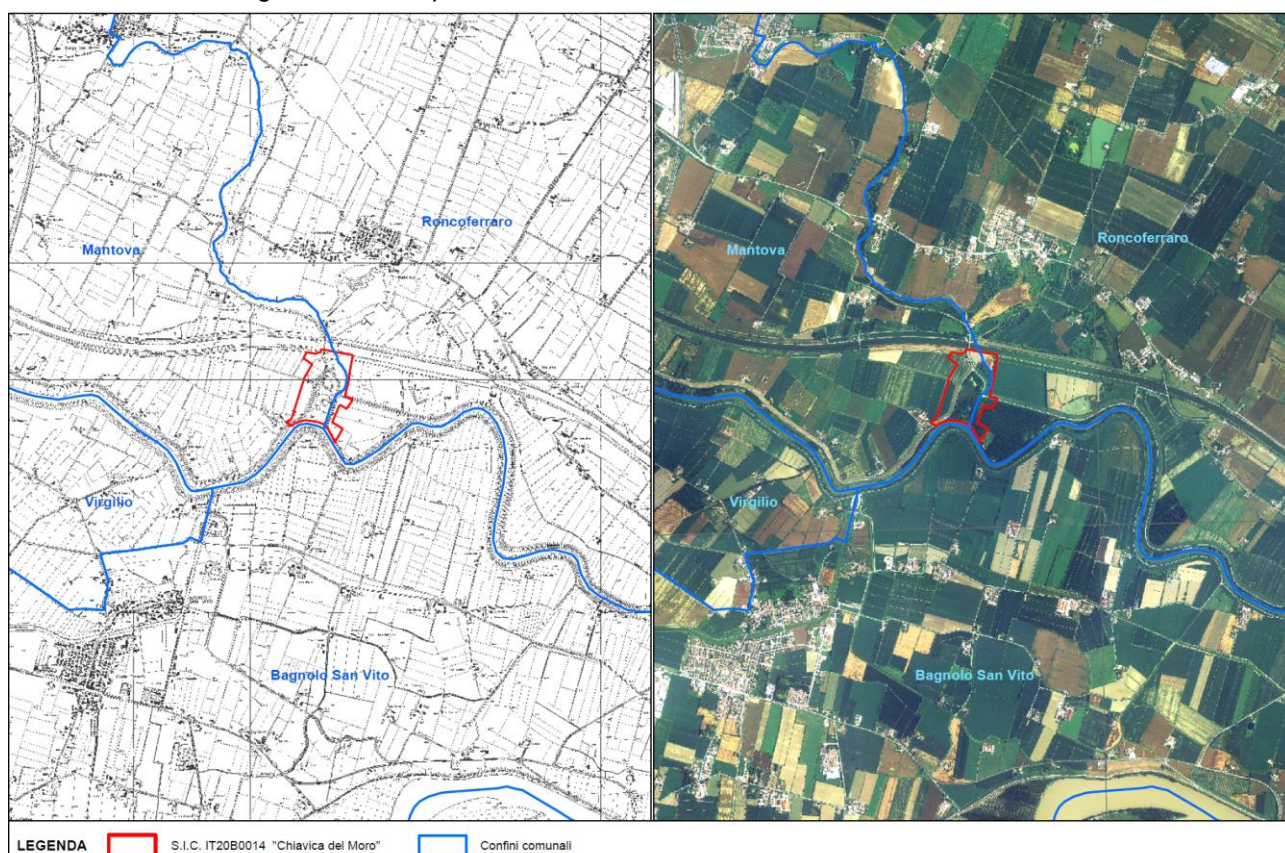 Mantova
Roncoferraro
Virgilio
Bagnolo San Vito
Mantova
Roncoferraro
Virgilio
Bagnolo San Vito
LEGENDA S.I.C. IT20B0014 "Chiavica del Moro" Confini comunali